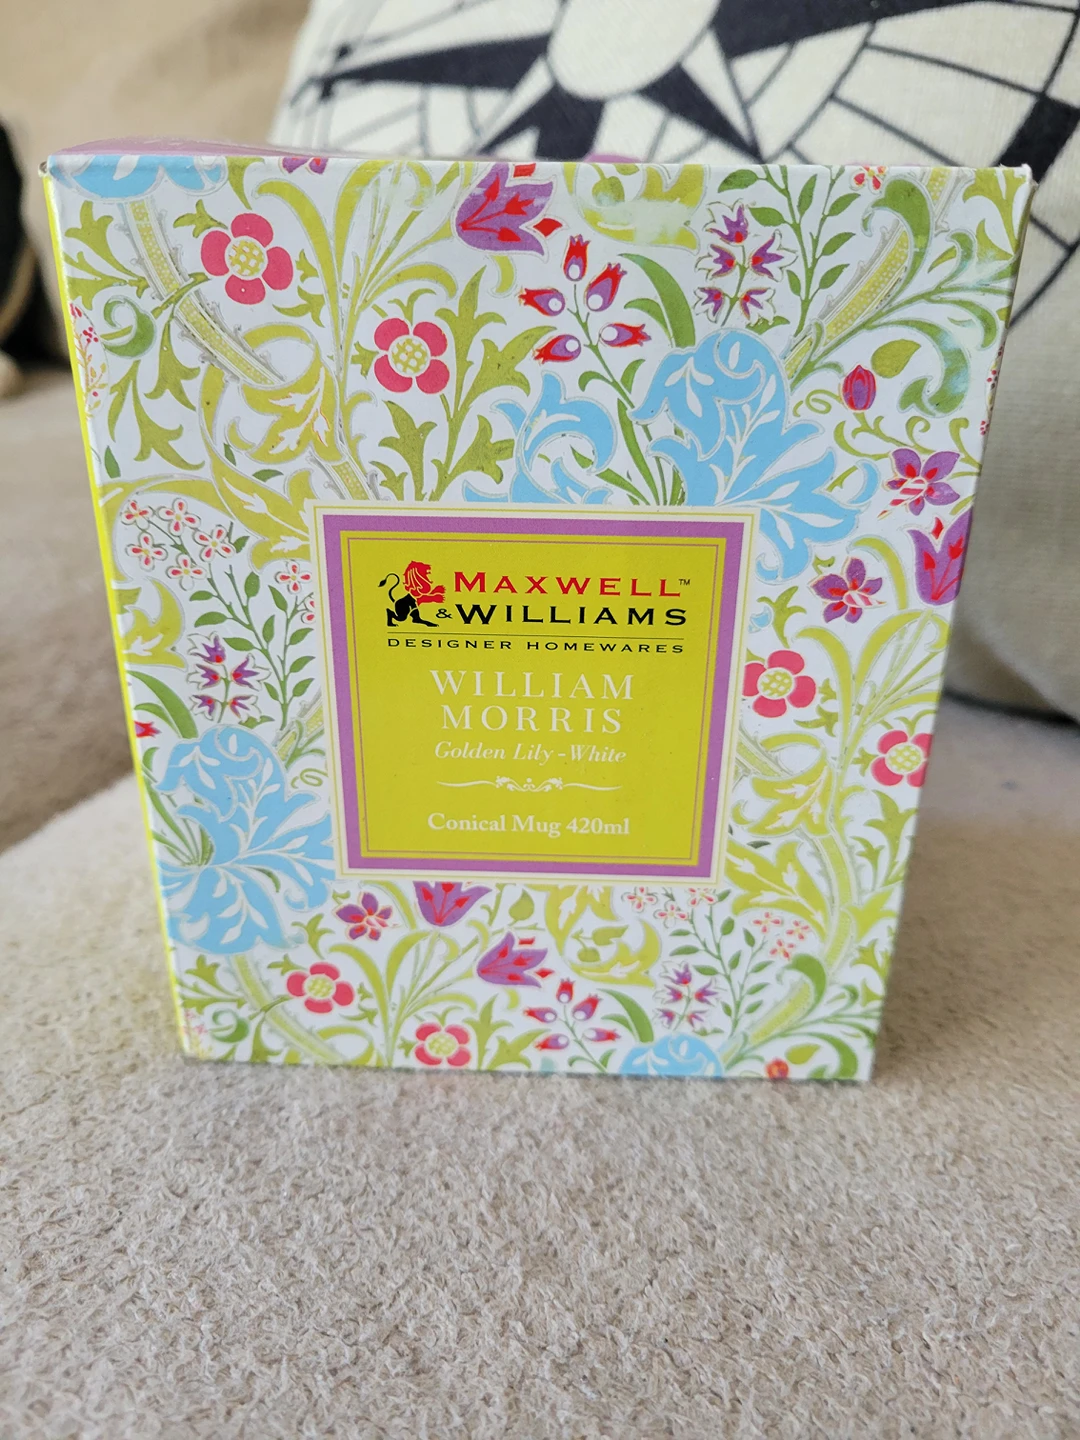 MAXWELL™
& WILLIAMS
DESIGNER HOMEWARES
WILLIAM
MORRIS
Golden Lily - White
Conical Mug 420ml